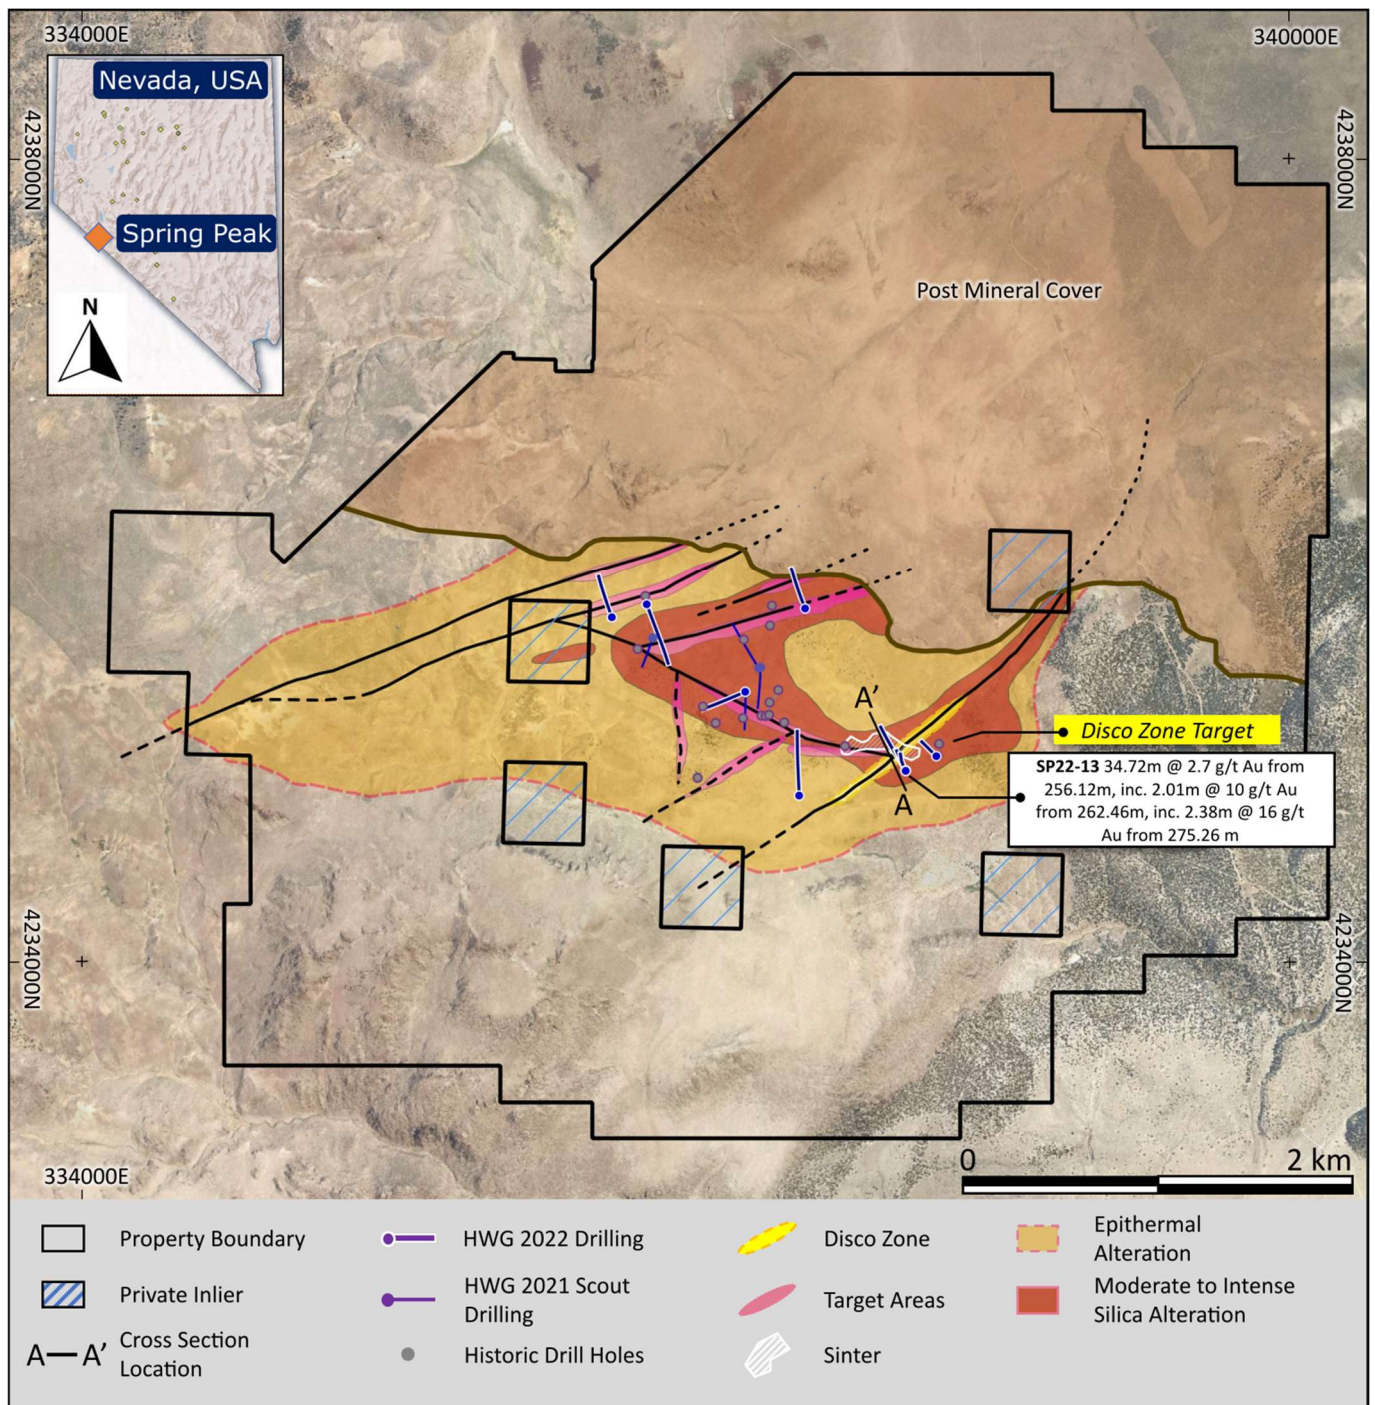 334000E
340000E
Nevada, USA
4238000N
4238000N
Spring Peak
N
Post Mineral Cover
A'
Disco Zone Target
SP22-13 34.72m @ 2.7 g/t Au from
256.12m, inc. 2.01m @ 10 g/t Au
from 262.46m, inc. 2.38m @ 16 g/t
Au from 275.26 m
A
4234000N
4234000N
334000E
0
2 km
Property Boundary
HWG 2022 Drilling
Disco Zone
Epithermal
Alteration
Private Inlier
HWG 2021 Scout
Drilling
Target Areas
Moderate to Intense
Silica Alteration
A
A'
Cross Section
Location
Historic Drill Holes
Sinter